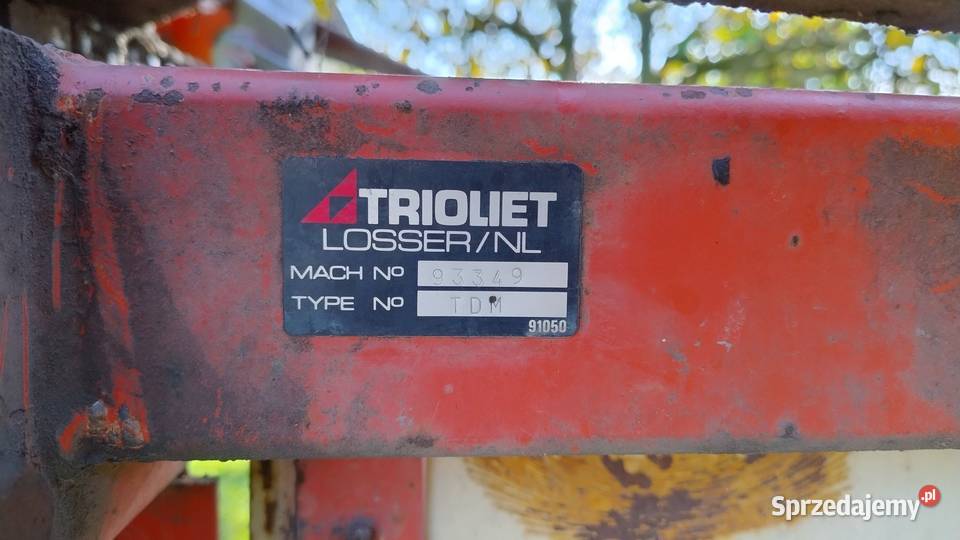 TRIOLIET
LOSSER/NL
MACH Nº 93349
TYPE Nº TDM
91050
Sprzedajemy.pl